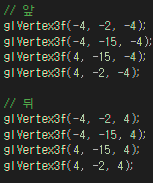 // 앞
glVertex3f(-4, -2, -4);
glVertex3f(-4, -15, -4);
glVertex3f(4, -15, -4);
glVertex3f(4, -2, -4);
// 뒤
glVertex3f(-4, -2, 4);
glVertex3f(-4, -15, 4);
glVertex3f(4, -15, 4);
glVertex3f(4, -2, 4);